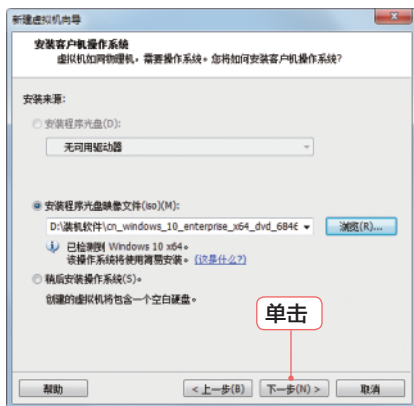 新建虚拟机向导
安装客户机操作系统
虚拟机如同物理机，需要操作系统。您将如何安装客户机操作系统?
安装来源:
安装程序光盘(D):
无可用驱动器
安装程序光盘映像文件(iso)(M):
D:\装机软件\cn_windows_10_enterprise_x64_dvd_6846
浏览(R)...
已检测到 Windows 10 x64。
该操作系统将使用简易安装。 (这是什么?)
稍后安装操作系统(S)。
创建的虚拟机将包含一个空白硬盘。
单击
帮助 < 上一步(B) 下一步(N) > 取消